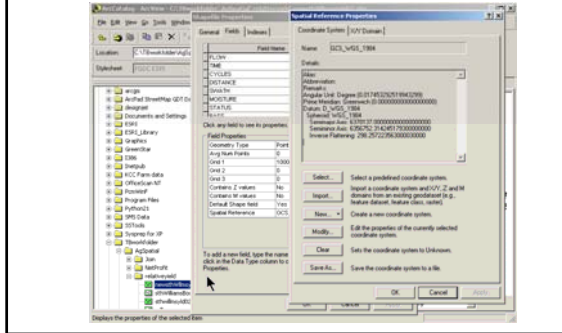 ArcCatalog - ArcView - C:\
File Edit View Go Tools Window
Location: C:\TBworkfolder\AgSp
Stylesheet: FGDC ESRI
arcgis
ArcPad StreetMap GDT D
designjet
Documents and Settings
ESRI
ESRI_Library
Graphics
GreenStar
I386
Inetpub
KCC Farm data
OfficeScan NT
Program Files
Python21
SMS Data
SSTools
Sysprep for XP
TBworkfolder
AgSpatial
Join
NetProfit
relativeyield
Displays the properties of the selected item.
Shapefile Properties
General Fields Indexes
Field Name
FLOW
TIME
CYCLES
DISTANCE
SWATH
MOISTURE
STATUS
PASS
Click any field to see its properties.
Field Properties
Geometry Type Point
Avg Num Points 0
Grid 1 1000
Grid 2 0
Grid 3 0
Contains Z values No
Contains M values No
Default Shape field Yes
Spatial Reference GCS_
To add a new field, type the name
click in the Data Type column to c
Properties.
Spatial Reference Properties
Coordinate System X/Y Domain
Name: GCS_WGS_1984
Details:
Alias:
Abbreviation:
Remarks:
Angular Unit: Degree (0.017453292519943299)
Prime Meridian: Greenwich (0.000000000000000000)
Datum: D_WGS_1984
Spheroid: WGS_1984
Semimajor Axis: 6378137.000000000000000000
Semiminor Axis: 6356752.314245179300000000
Inverse Flattening: 298.257223563000030000
Select... Select a predefined coordinate system.
Import... Import a coordinate system and X/Y, Z and M
domains from an existing geodataset (e.g.,
feature dataset, feature class, raster).
New... Create a new coordinate system.
Modify... Edit the properties of the currently selected
coordinate system.
Clear Sets the coordinate system to Unknown.
Save As... Save the coordinate system to a file.
OK Cancel Apply